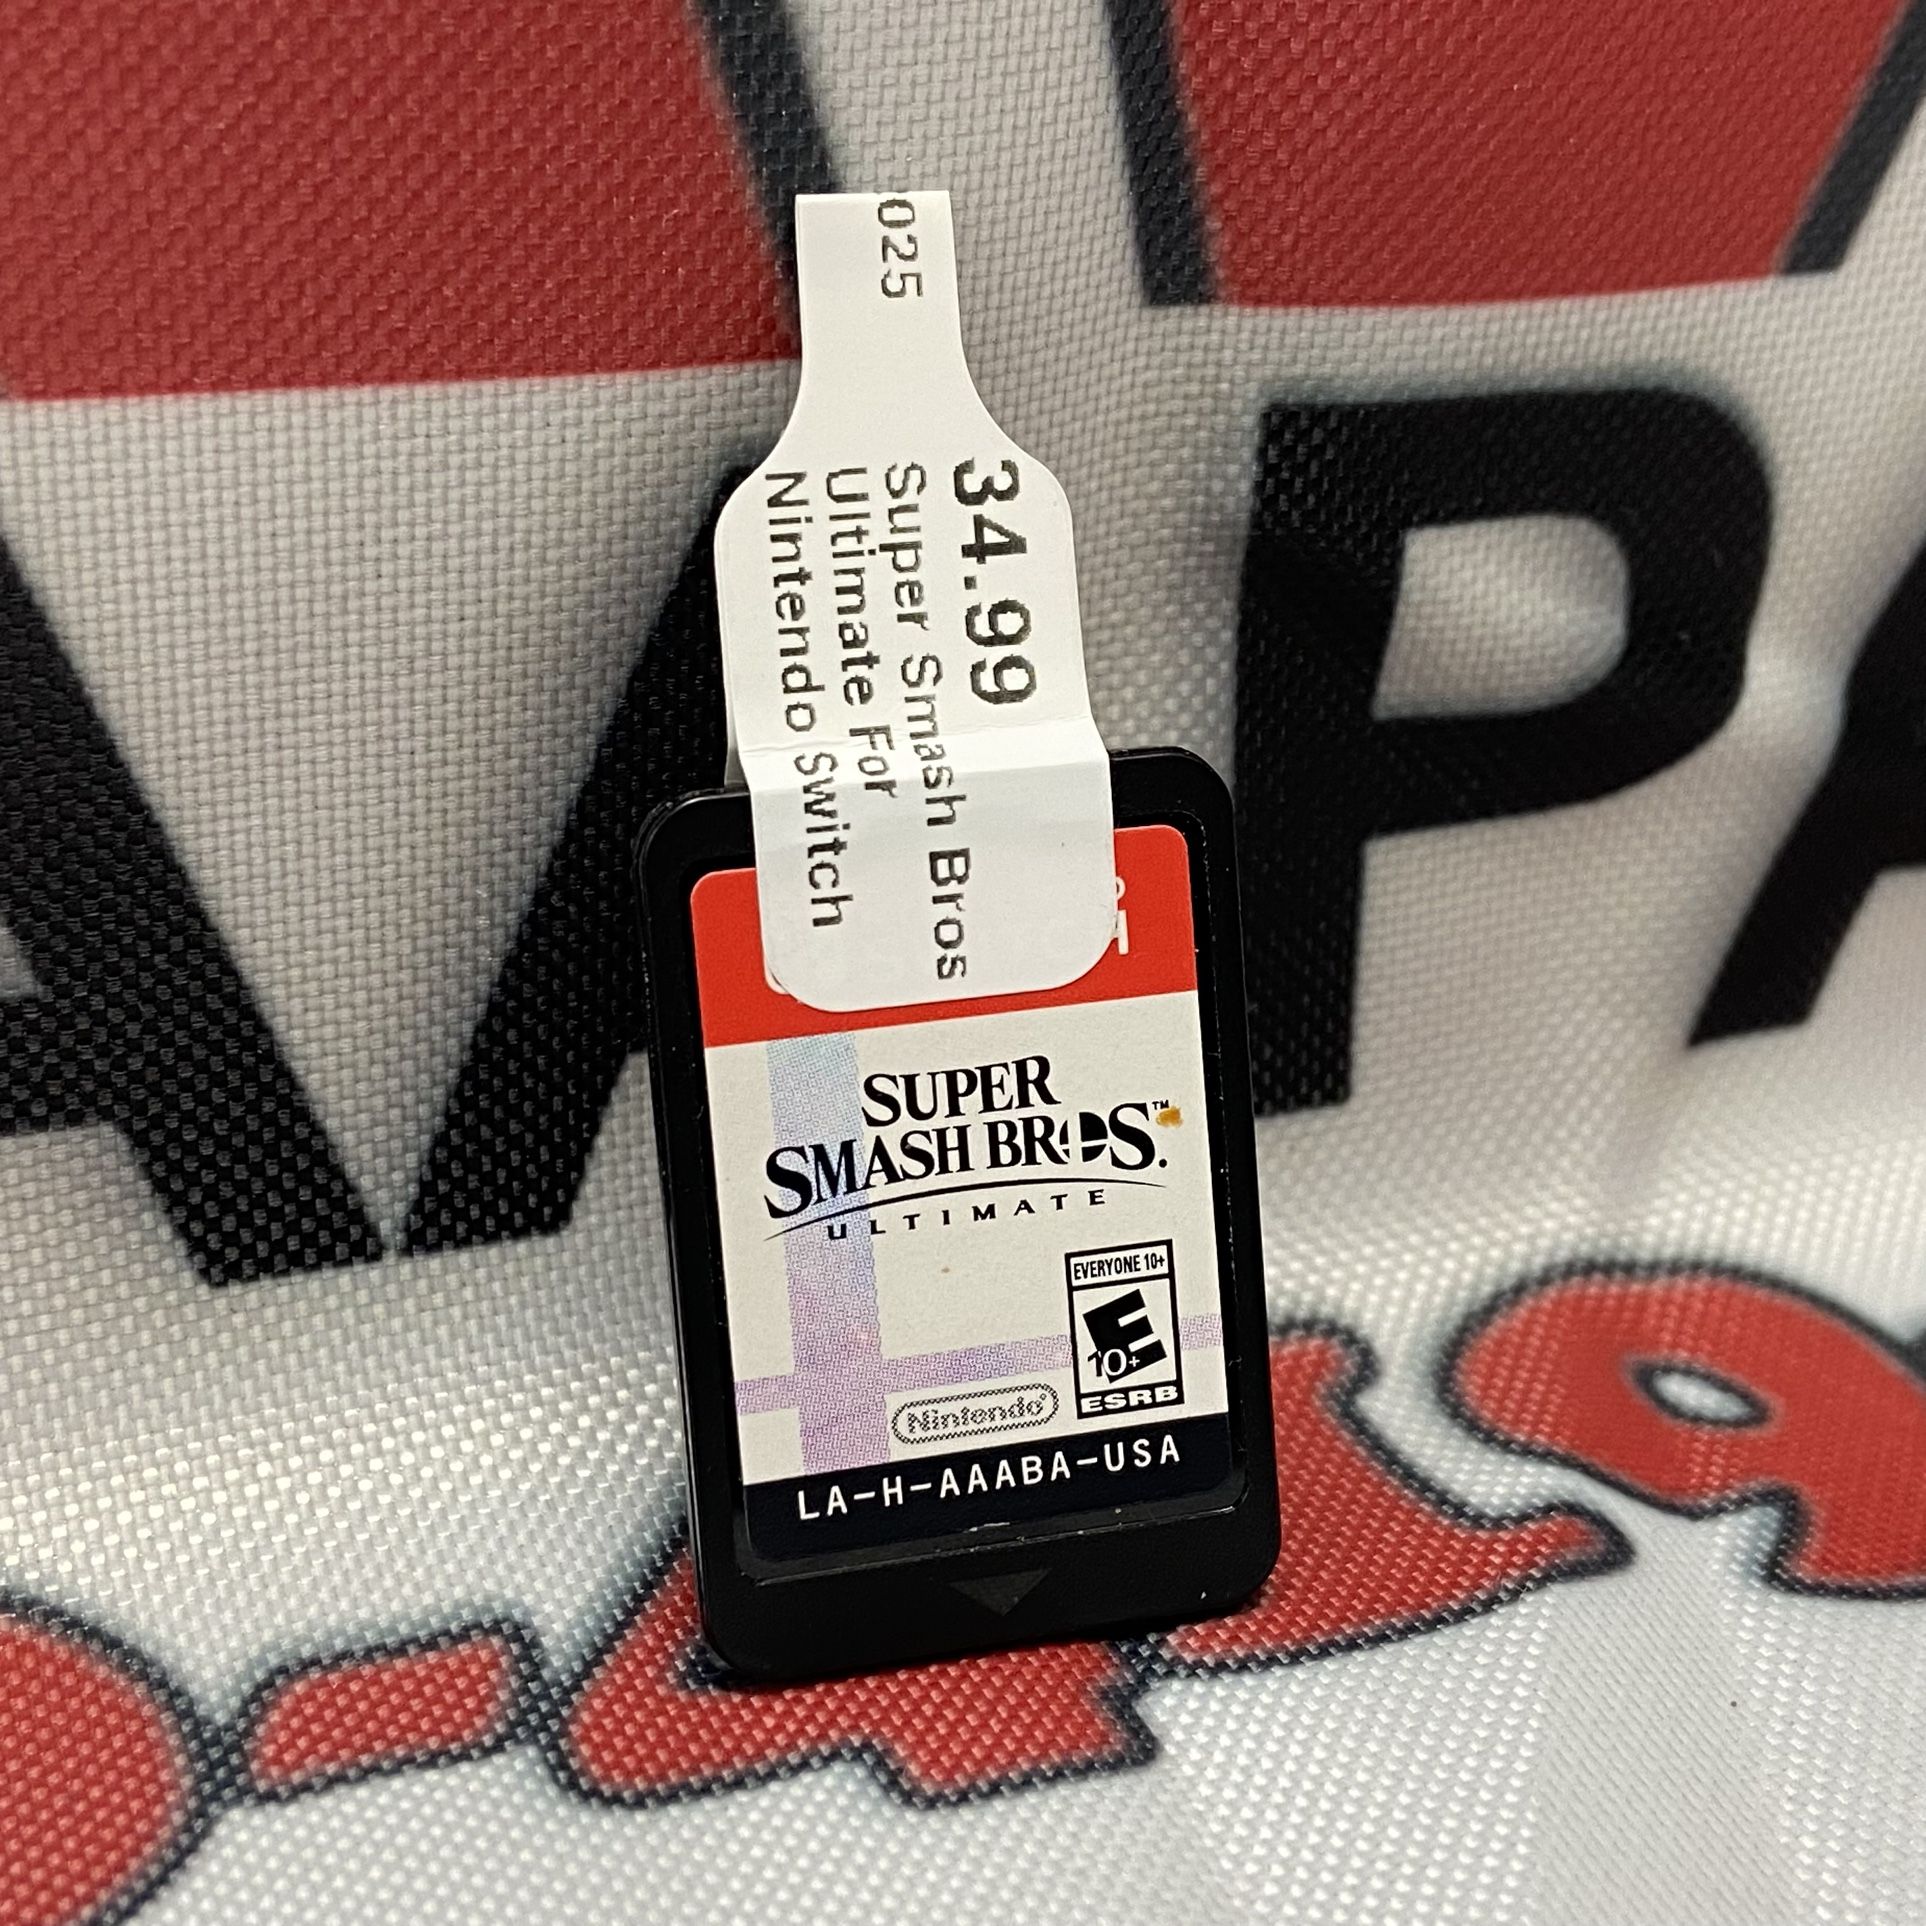 025
34.99
Super Smash Bros
Ultimate For
Nintendo Switch
SUPER
SMASH BROS.™
ULTIMATE
EVERYONE 10+
E
10+
ESRB
Nintendo®
LA-H-AAABA-USA